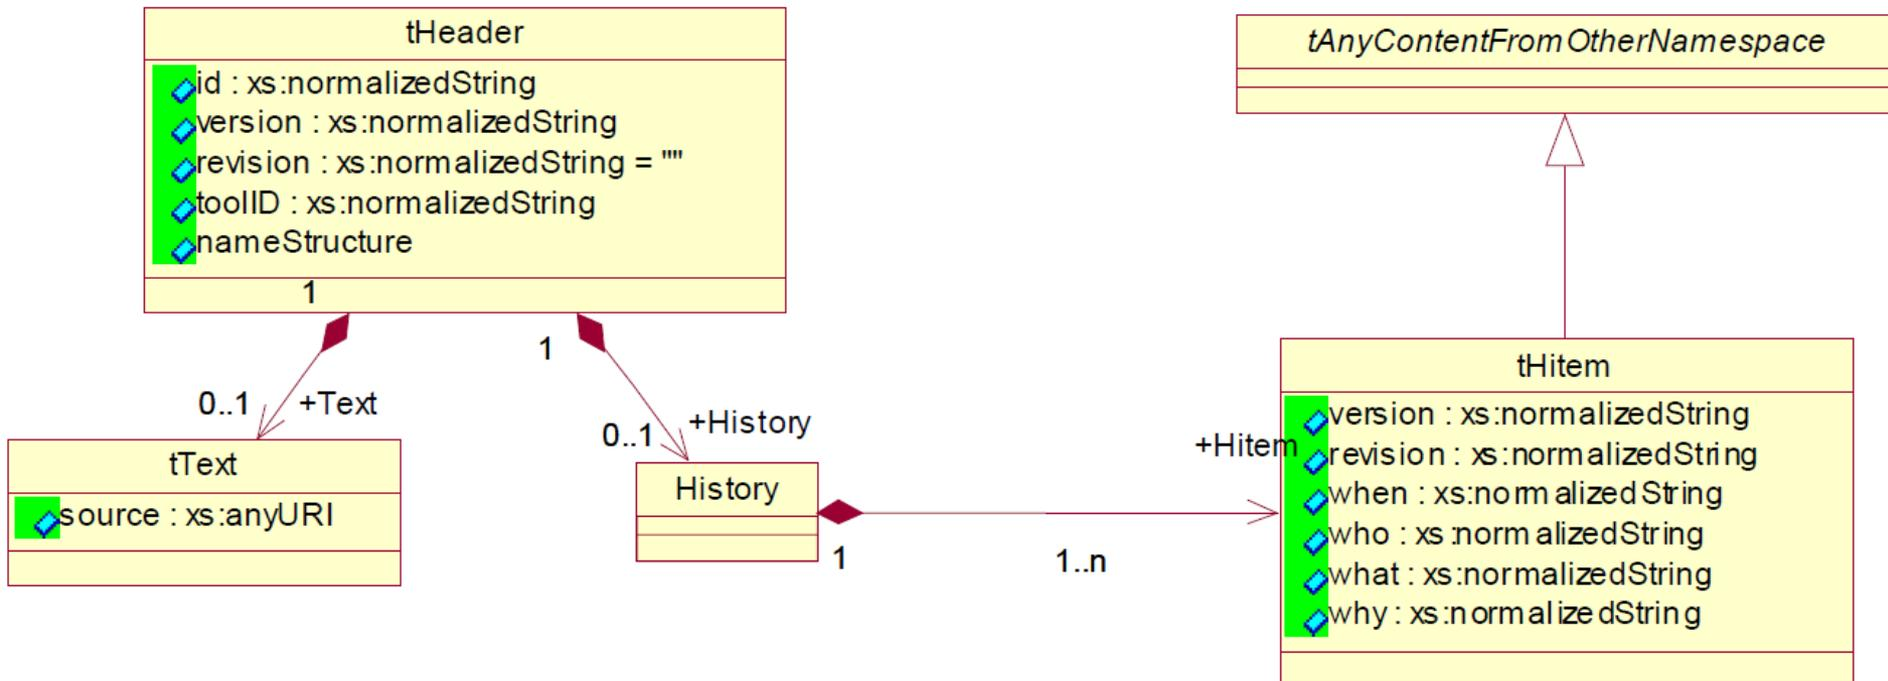 tHeader
id : xs:normalizedString
version : xs:normalizedString
revision : xs:normalizedString = ""
toolID : xs:normalizedString
nameStructure
1
1
0..1
+Text
0..1
+History
tText
source : xs:anyURI
History
1
1..n
+Hitem
tAnyContentFromOtherNamespace
tHitem
version : xs:normalizedString
revision : xs:normalizedString
when : xs:normalizedString
who : xs:normalizedString
what : xs:normalizedString
why : xs:normalizedString